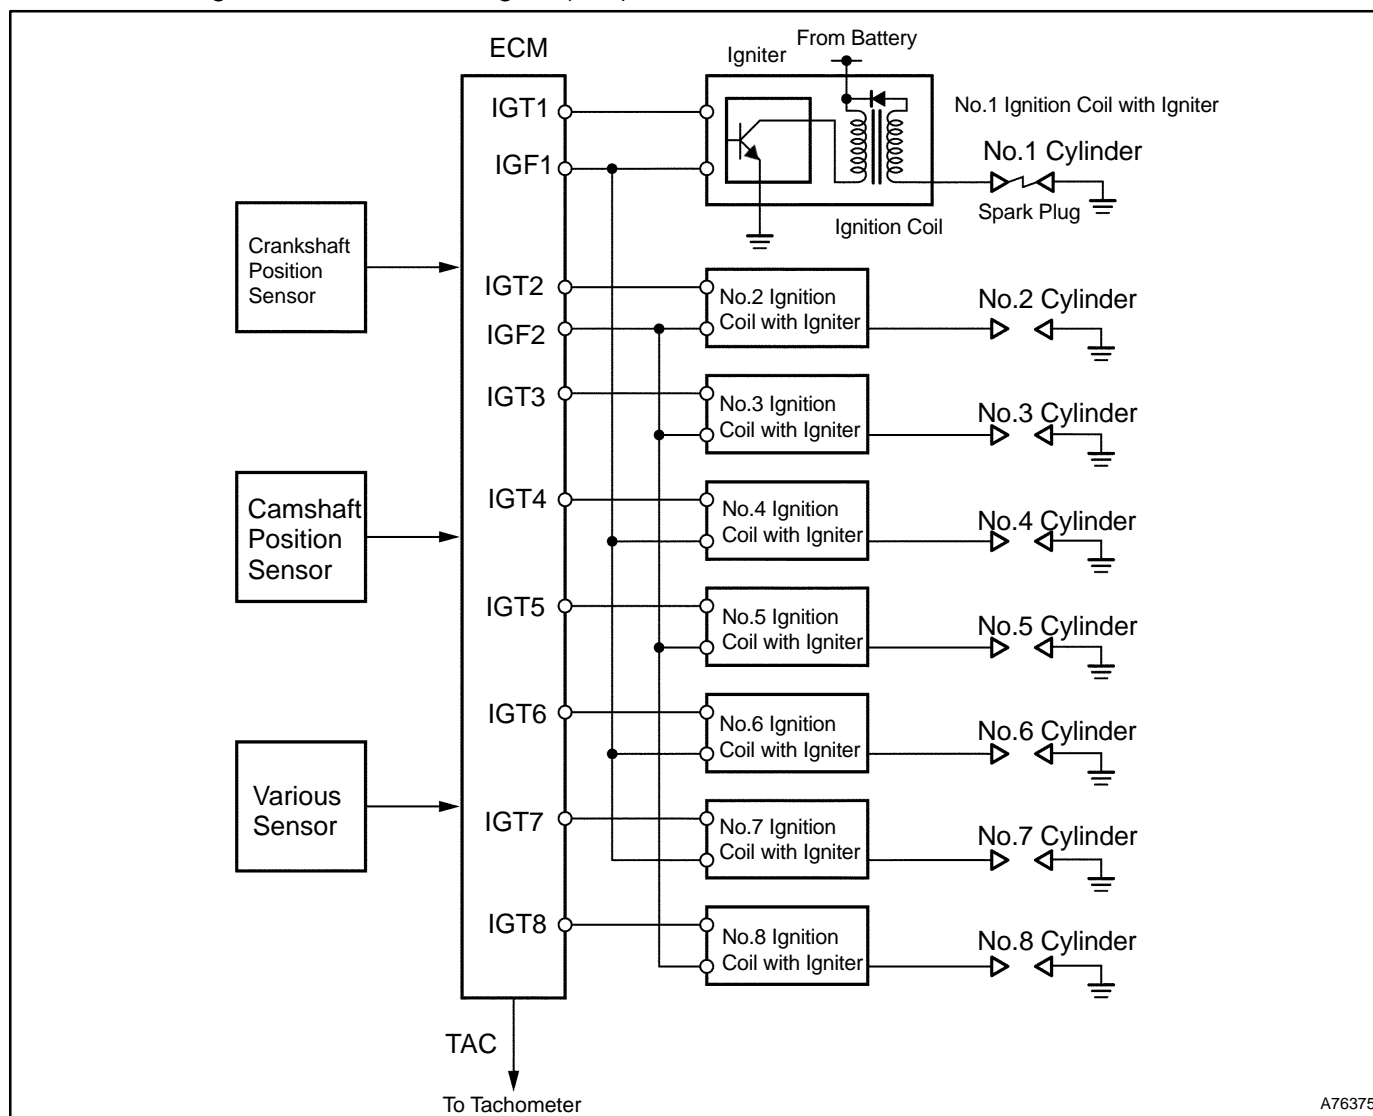 ECM
IGT1
IGF1
IGT2
IGF2
IGT3
IGT4
IGT5
IGT6
IGT7
IGT8
Crankshaft
Position
Sensor
Camshaft
Position
Sensor
Various
Sensor
TAC
To Tachometer
Igniter
From Battery
No.1 Ignition Coil with Igniter
No.1 Cylinder
Spark Plug
Ignition Coil
No.2 Ignition
Coil with Igniter
No.2 Cylinder
No.3 Ignition
Coil with Igniter
No.3 Cylinder
No.4 Ignition
Coil with Igniter
No.4 Cylinder
No.5 Ignition
Coil with Igniter
No.5 Cylinder
No.6 Ignition
Coil with Igniter
No.6 Cylinder
No.7 Ignition
Coil with Igniter
No.7 Cylinder
No.8 Ignition
Coil with Igniter
No.8 Cylinder
A76375